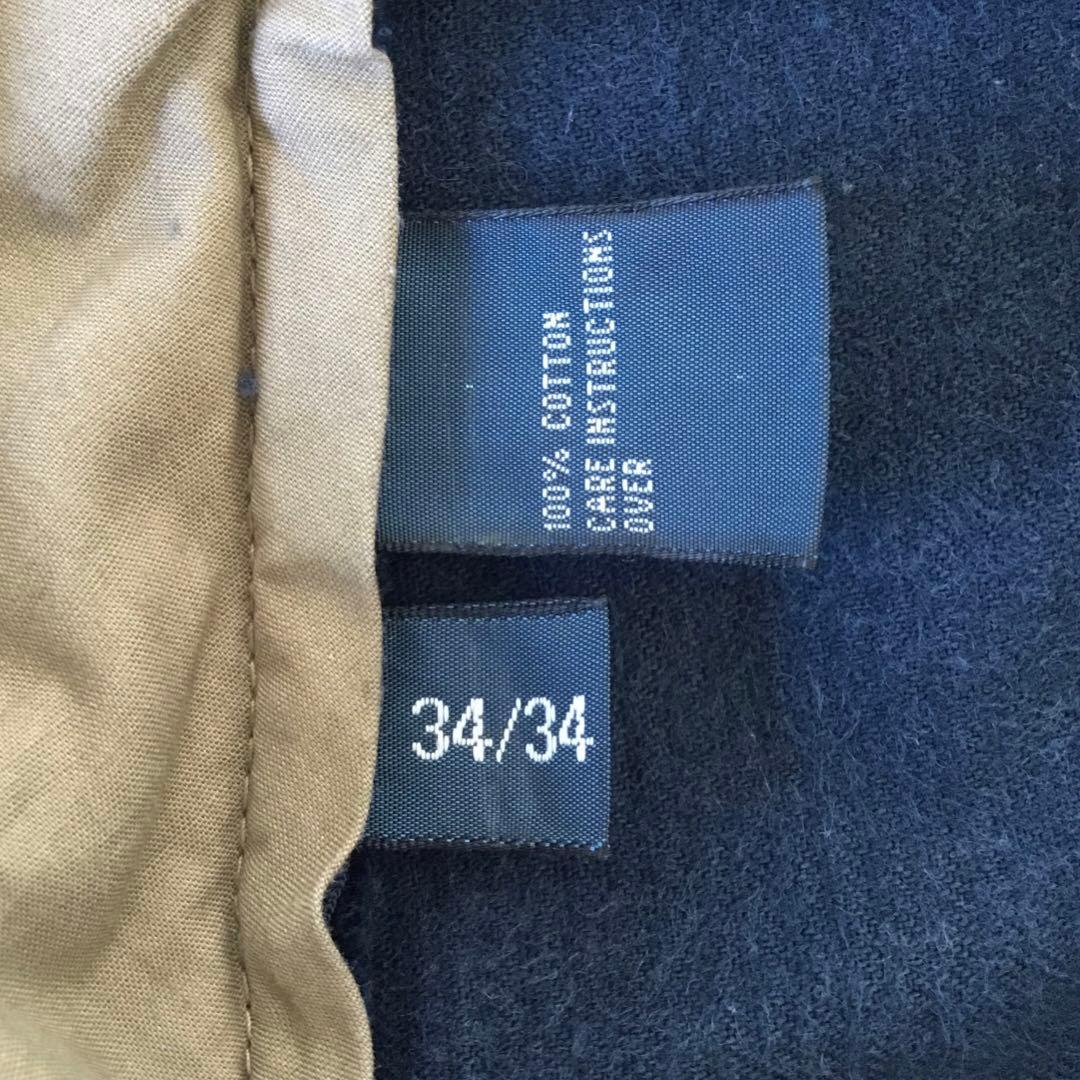 100% COTTON
CARE INSTRUCTIONS
OVER
34/34